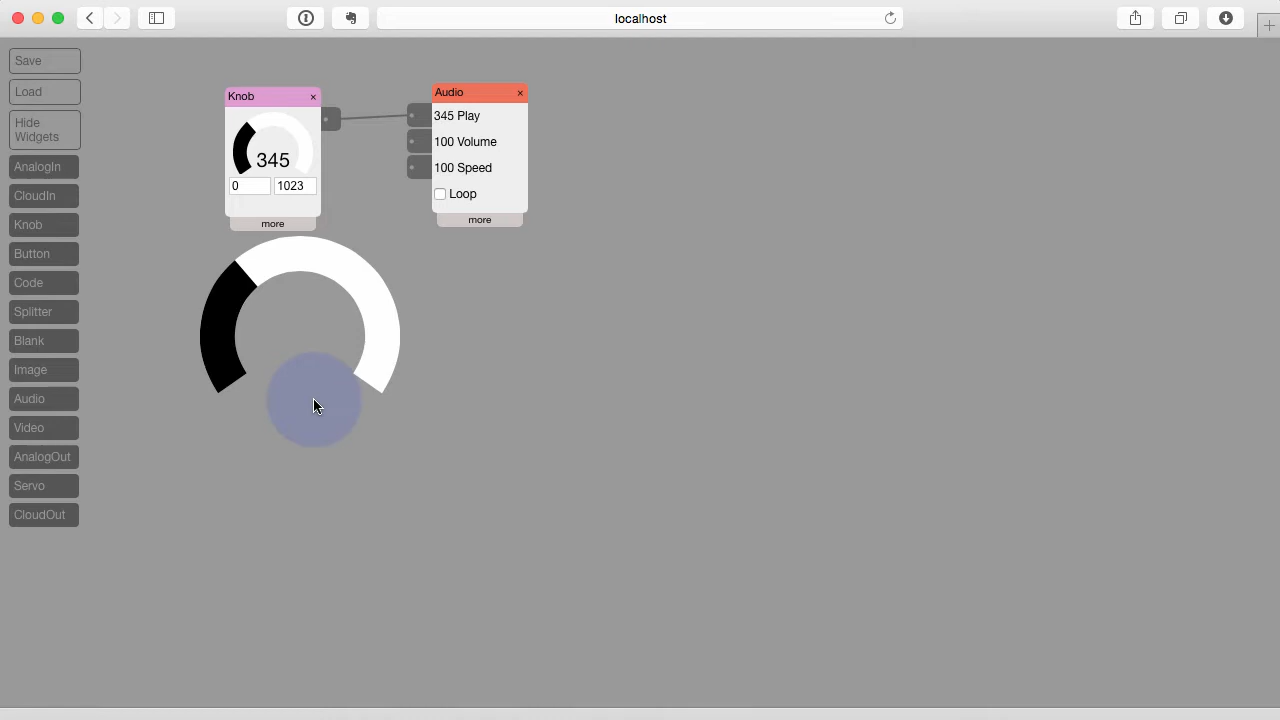 localhost
Save
Load
Hide
Widgets
AnalogIn
CloudIn
Knob
Button
Code
Splitter
Blank
Image
Audio
Video
AnalogOut
Servo
CloudOut
Knob ×
345
0 1023
more
Audio ×
345 Play
100 Volume
100 Speed
Loop
more